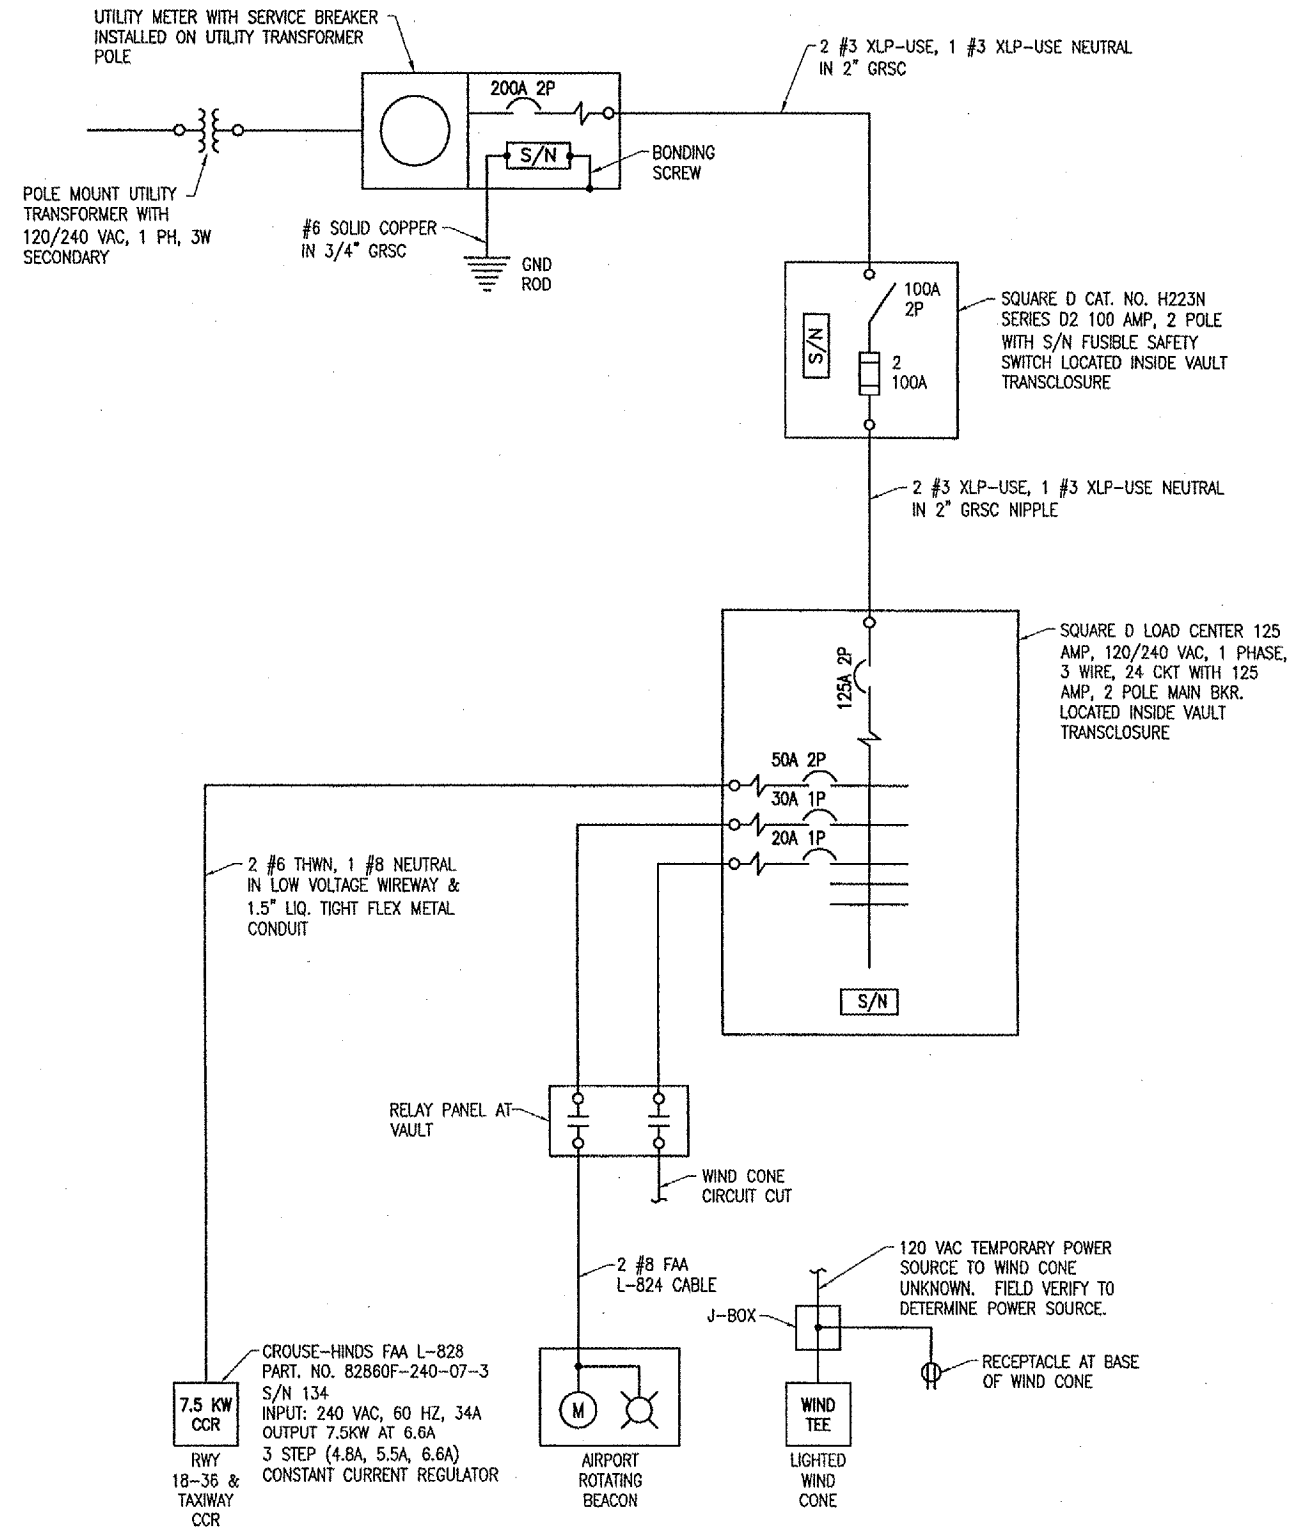 UTILITY METER WITH SERVICE BREAKER
INSTALLED ON UTILITY TRANSFORMER
POLE
2 #3 XLP-USE, 1 #3 XLP-USE NEUTRAL
IN 2" GRSC
200A 2P
S/N
BONDING
SCREW
POLE MOUNT UTILITY
TRANSFORMER WITH
120/240 VAC, 1 PH, 3W
SECONDARY
#6 SOLID COPPER
IN 3/4" GRSC
GND
ROD
100A
2P
S/N
2
100A
SQUARE D CAT. NO. H223N
SERIES D2 100 AMP, 2 POLE
WITH S/N FUSIBLE SAFETY
SWITCH LOCATED INSIDE VAULT
TRANSCLOSURE
2 #3 XLP-USE, 1 #3 XLP-USE NEUTRAL
IN 2" GRSC NIPPLE
125A 2P
SQUARE D LOAD CENTER 125
AMP, 120/240 VAC, 1 PHASE,
3 WIRE, 24 CKT WITH 125
AMP, 2 POLE MAIN BKR.
LOCATED INSIDE VAULT
TRANSCLOSURE
50A 2P
30A 1P
20A 1P
S/N
2 #6 THWN, 1 #8 NEUTRAL
IN LOW VOLTAGE WIREWAY &
1.5" LIQ. TIGHT FLEX METAL
CONDUIT
RELAY PANEL AT
VAULT
WIND CONE
CIRCUIT CUT
2 #8 FAA
L-824 CABLE
120 VAC TEMPORARY POWER
SOURCE TO WIND CONE
UNKNOWN. FIELD VERIFY TO
DETERMINE POWER SOURCE.
J-BOX
RECEPTACLE AT BASE
OF WIND CONE
CROUSE-HINDS FAA L-828
PART. NO. 82860F-240-07-3
S/N 134
INPUT: 240 VAC, 60 HZ, 34A
OUTPUT 7.5KW AT 6.6A
3 STEP (4.8A, 5.5A, 6.6A)
CONSTANT CURRENT REGULATOR
7.5 KW
CCR
RWY
18-36 &
TAXIWAY
CCR
M
AIRPORT
ROTATING
BEACON
WIND
TEE
LIGHTED
WIND
CONE